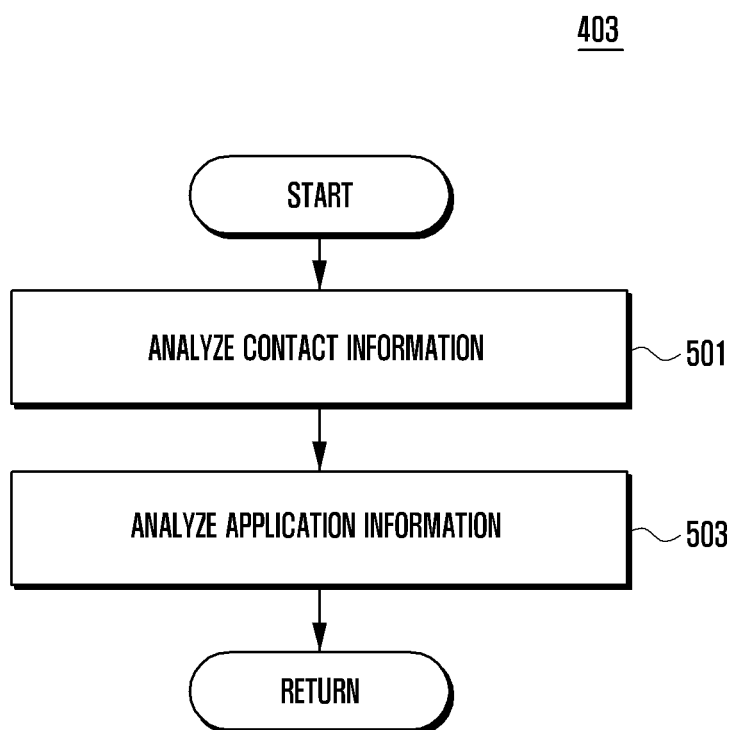 403
START
ANALYZE CONTACT INFORMATION
501
ANALYZE APPLICATION INFORMATION
503
RETURN